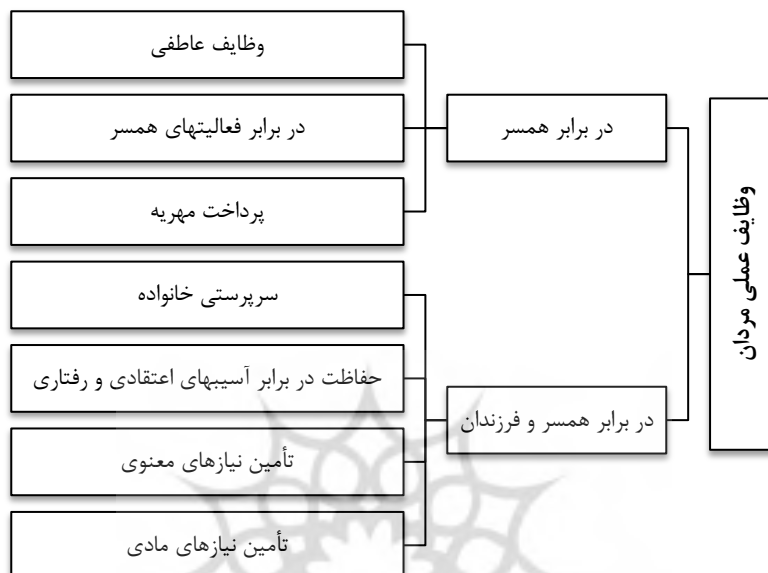 وظایف عملی مردان
در برابر همسر
وظایف عاطفی
در برابر فعالیتهای همسر
پرداخت مهریه
در برابر همسر و فرزندان
سرپرستی خانواده
حفاظت در برابر آسیبهای اعتقادی و رفتاری
تأمین نیازهای معنوی
تأمین نیازهای مادی